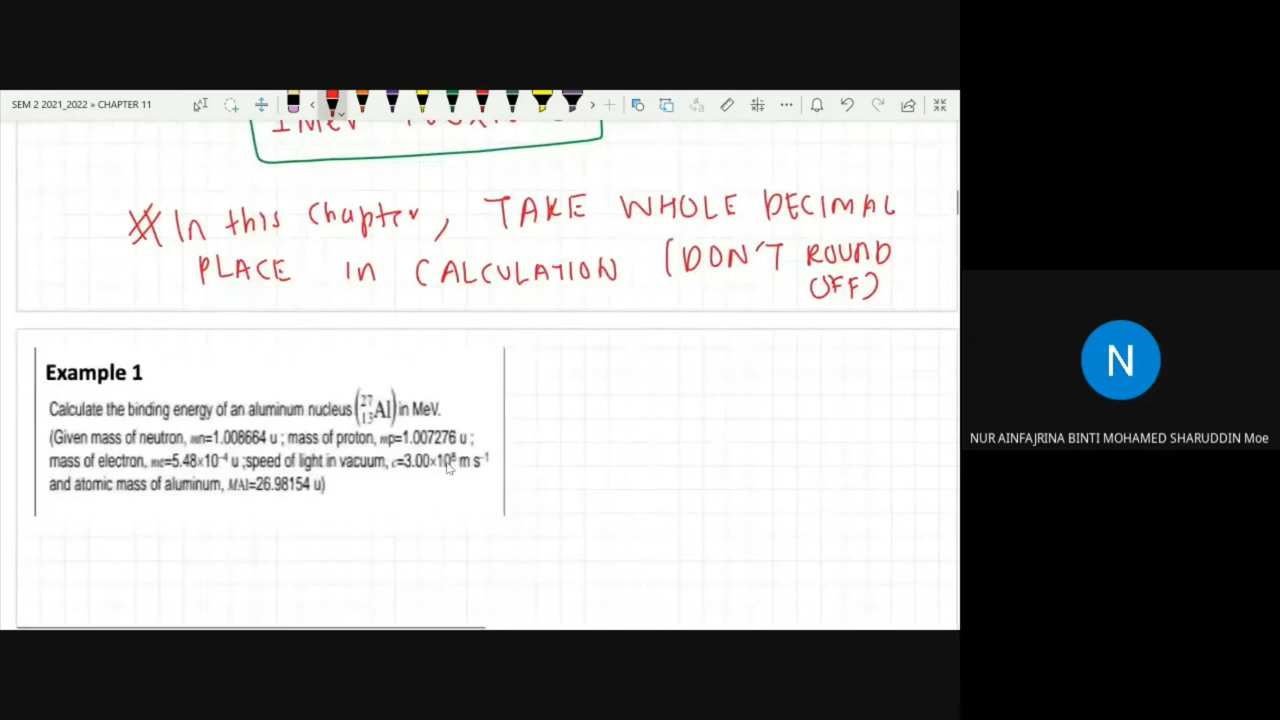 SEM 2 2021_2022 » CHAPTER 11
1MeV
* In this chapter, TAKE WHOLE DECIMAL
PLACE in CALCULATION (DON'T ROUND
OFF)
Example 1
Calculate the binding energy of an aluminum nucleus (²⁷₁₃Al) in MeV.
(Given mass of neutron, mn=1.008664 u ; mass of proton, mp=1.007276 u ;
mass of electron, me=5.48×10⁻⁴ u ;speed of light in vacuum, c=3.00×10⁸ m s⁻¹
and atomic mass of aluminum, MAl=26.98154 u)
N
NUR AINFAJRINA BINTI MOHAMED SHARUDDIN Moe